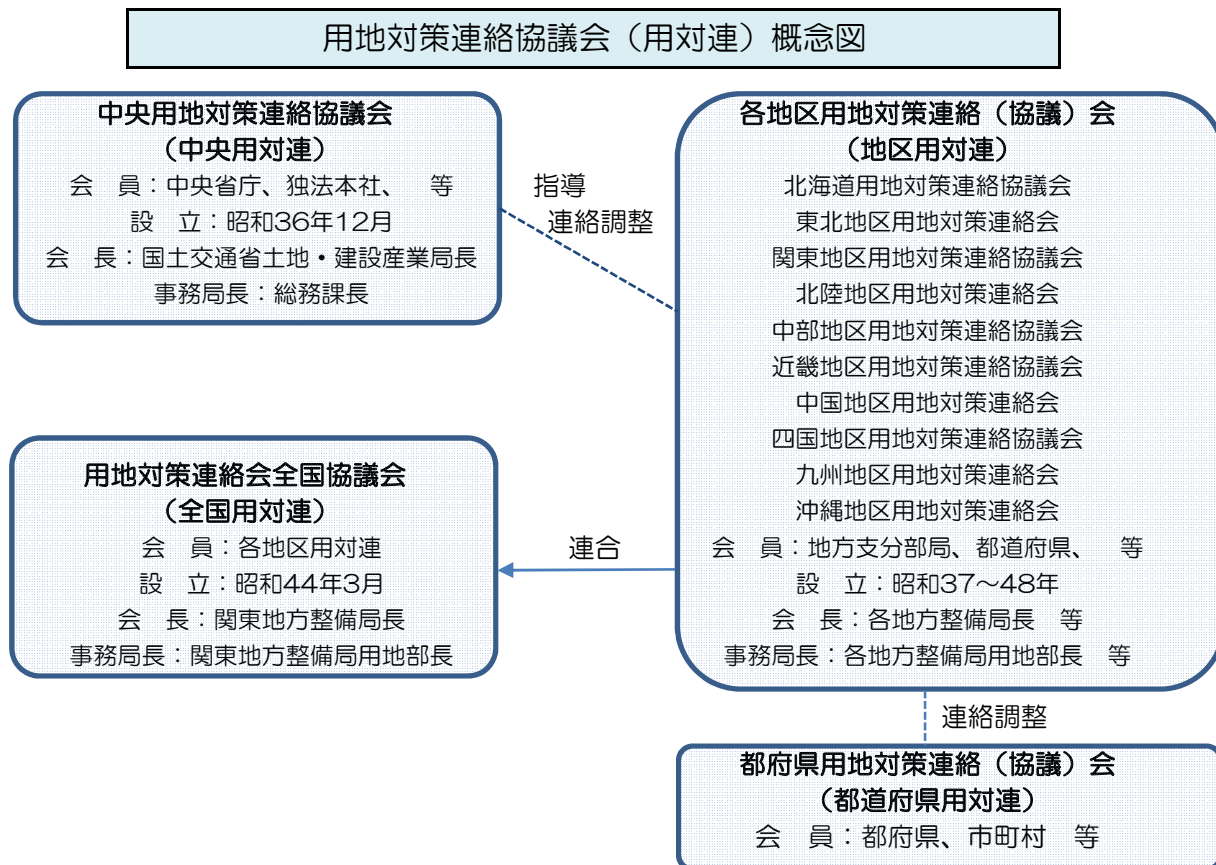 用地対策連絡協議会（用対連）概念図
中央用地対策連絡協議会
（中央用対連）
会　員：中央省庁、独法本社、　等
設　立：昭和36年12月
会　長：国土交通省土地・建設産業局長
事務局長：総務課長
指導
連絡調整
各地区用地対策連絡（協議）会
（地区用対連）
北海道用地対策連絡協議会
東北地区用地対策連絡会
関東地区用地対策連絡協議会
北陸地区用地対策連絡会
中部地区用地対策連絡協議会
近畿地区用地対策連絡協議会
中国地区用地対策連絡会
四国地区用地対策連絡協議会
九州地区用地対策連絡会
沖縄地区用地対策連絡会
会　員：地方支分部局、都道府県、　等
設　立：昭和37～48年
会　長：各地方整備局長　等
事務局長：各地方整備局用地部長　等
用地対策連絡会全国協議会
（全国用対連）
会　員：各地区用対連
設　立：昭和44年3月
会　長：関東地方整備局長
事務局長：関東地方整備局用地部長
連合
連絡調整
都府県用地対策連絡（協議）会
（都道府県用対連）
会　員：都府県、市町村　等